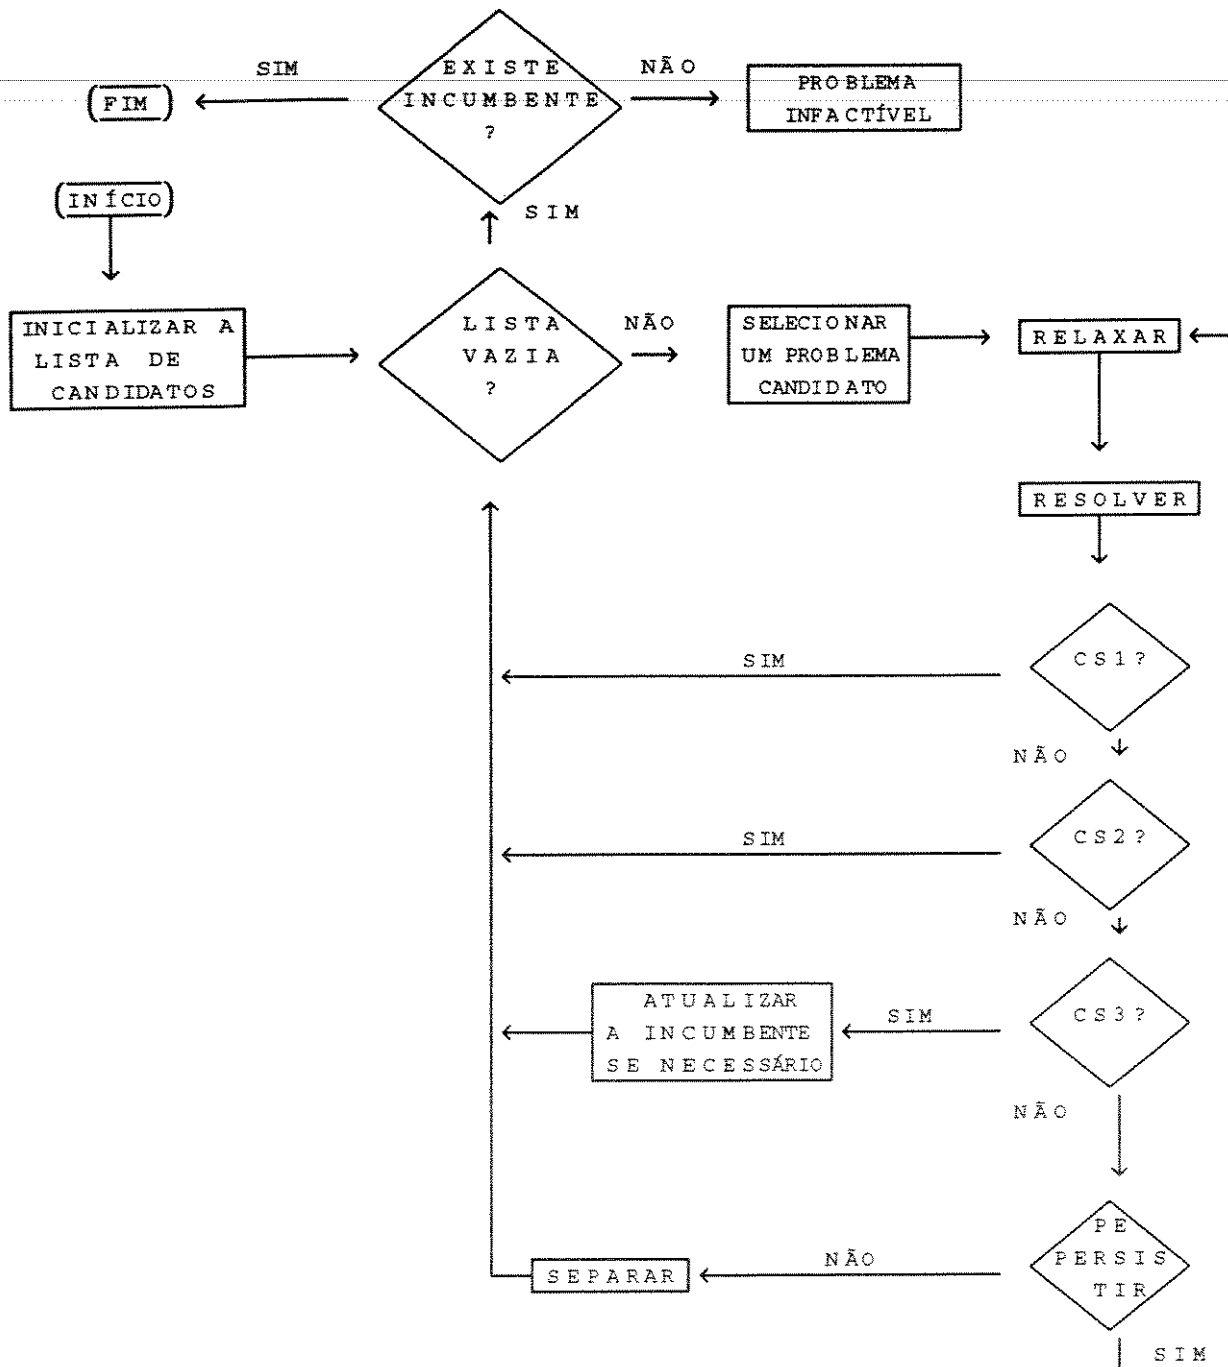 SIM
EXISTE
INCUMBENTE
?
NÃO
PROBLEMA
INFACTÍVEL
(FIM)
(INÍCIO)
SIM
INICIALIZAR A
LISTA DE
CANDIDATOS
LISTA
VAZIA
?
NÃO
SELECIONAR
UM PROBLEMA
CANDIDATO
RELAXAR
RESOLVER
CS1?
SIM
NÃO
CS2?
SIM
NÃO
CS3?
SIM
ATUALIZAR
A INCUMBENTE
SE NECESSÁRIO
NÃO
PE
PERSIS
TIR
NÃO
SEPARAR
SIM